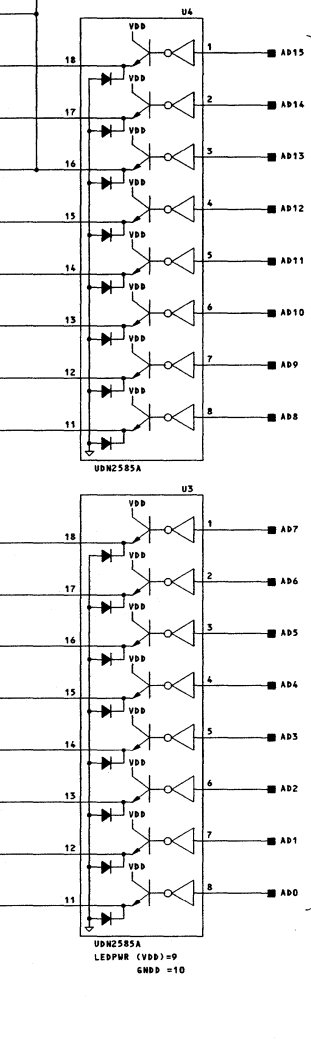 U4
VDD
1
AD15
18
VDD
2
AD14
17
VDD
3
AD13
16
VDD
4
AD12
15
VDD
5
AD11
14
VDD
6
AD10
13
VDD
7
AD9
12
VDD
8
AD8
11
UDN2585A
U3
VDD
1
AD7
18
VDD
2
AD6
17
VDD
3
AD5
16
VDD
4
AD4
15
VDD
5
AD3
14
VDD
6
AD2
13
VDD
7
AD1
12
VDD
8
AD0
11
UDN2585A
LEDPWR (VDD)=9
GNDD =10